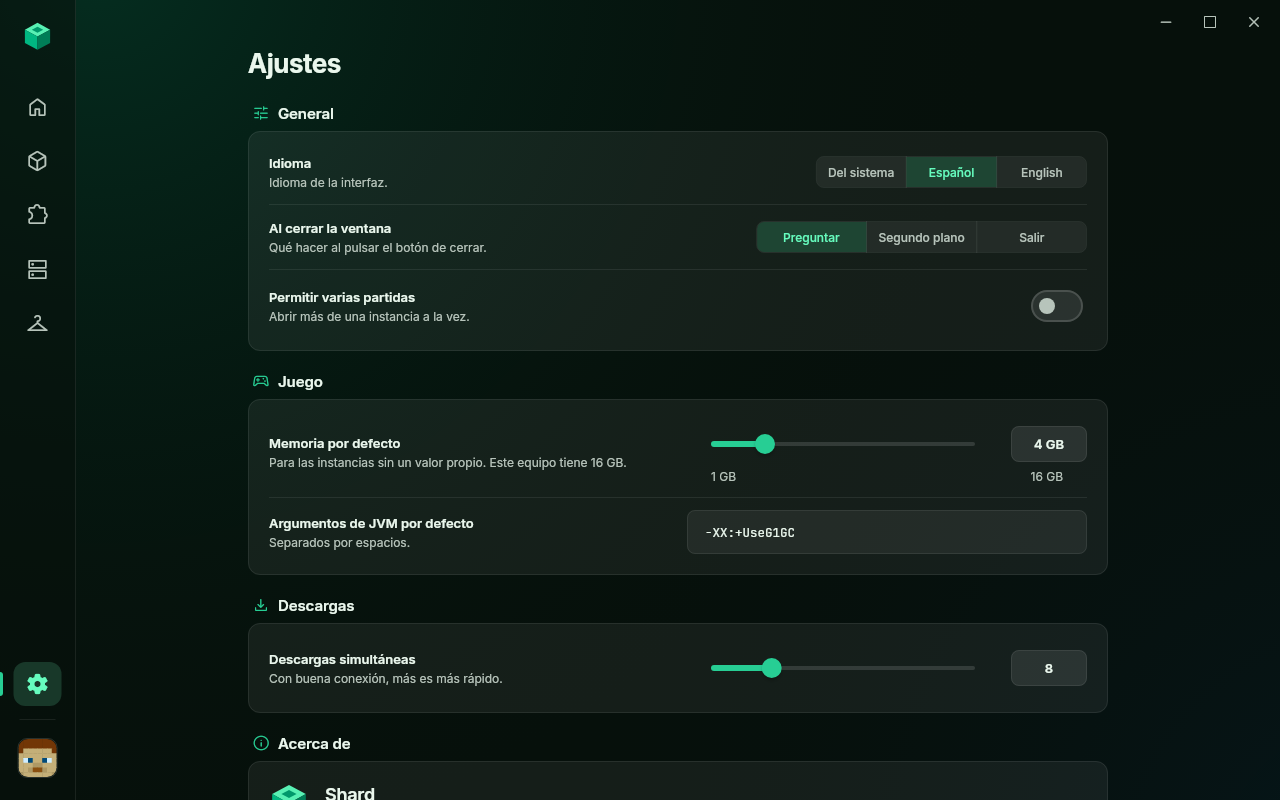 Ajustes
General
Idioma
Idioma de la interfaz.
Del sistema
Español
English
Al cerrar la ventana
Qué hacer al pulsar el botón de cerrar.
Preguntar
Segundo plano
Salir
Permitir varias partidas
Abrir más de una instancia a la vez.
Juego
Memoria por defecto
Para las instancias sin un valor propio. Este equipo tiene 16 GB.
4 GB
1 GB
16 GB
Argumentos de JVM por defecto
Separados por espacios.
-XX:+UseG1GC
Descargas
Descargas simultáneas
Con buena conexión, más es más rápido.
8
Acerca de
Shard